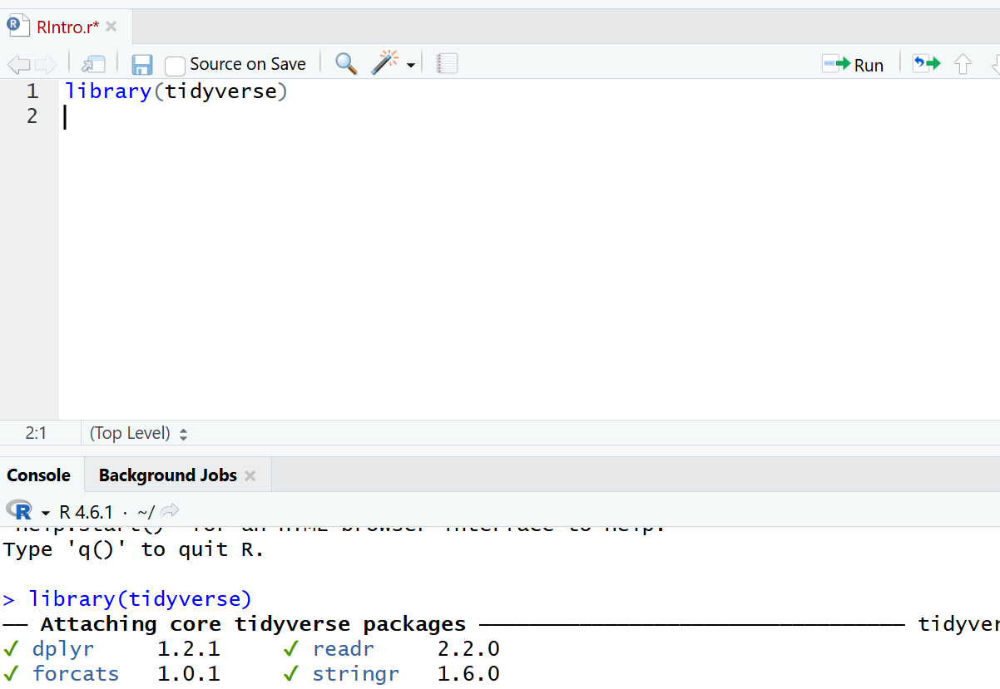 RIntro.r*
Source on Save
Run
1 library(tidyverse)
2
2:1 (Top Level)
Console Background Jobs
R 4.6.1 · ~/
'help.start()' for an HTML browser interface to help.
Type 'q()' to quit R.
> library(tidyverse)
── Attaching core tidyverse packages ────────────────────────────────── tidyver
✓ dplyr 1.2.1 ✓ readr 2.2.0
✓ forcats 1.0.1 ✓ stringr 1.6.0